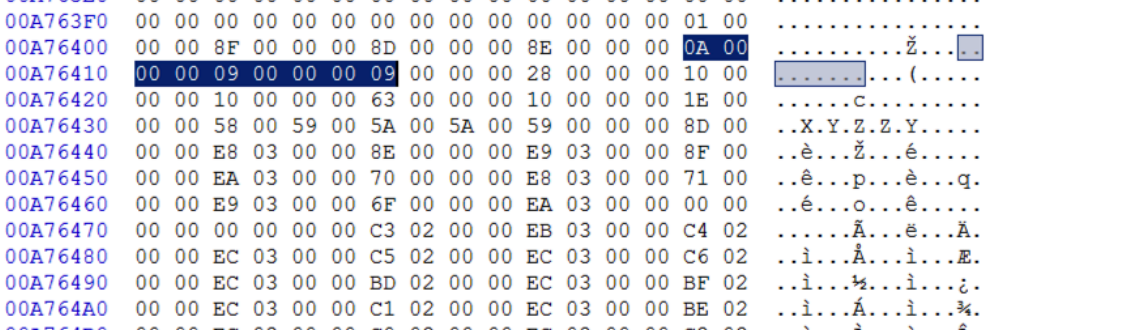 00A763F0 00 00 00 00 00 00 00 00 00 00 00 00 00 00 01 00 ................
00A76400 00 00 8F 00 00 00 8D 00 00 00 8E 00 00 00 0A 00 ..........Ž.....
00A76410 00 00 09 00 00 00 09 00 00 00 28 00 00 00 10 00 ..........(.....
00A76420 00 00 10 00 00 00 63 00 00 00 10 00 00 00 1E 00 ......c.........
00A76430 00 00 58 00 59 00 5A 00 5A 00 59 00 00 00 8D 00 ..X.Y.Z.Z.Y.....
00A76440 00 00 E8 03 00 00 8E 00 00 00 E9 03 00 00 8F 00 ..è...Ž...é.....
00A76450 00 00 EA 03 00 00 70 00 00 00 E8 03 00 00 71 00 ..ê...p...è...q.
00A76460 00 00 E9 03 00 00 6F 00 00 00 EA 03 00 00 00 00 ..é...o...ê.....
00A76470 00 00 00 00 00 00 C3 02 00 00 EB 03 00 00 C4 02 ......Ã...ë...Ä.
00A76480 00 00 EC 03 00 00 C5 02 00 00 EC 03 00 00 C6 02 ..ì...Å...ì...Æ.
00A76490 00 00 EC 03 00 00 BD 02 00 00 EC 03 00 00 BF 02 ..ì...½...ì...¿.
00A764A0 00 00 EC 03 00 00 C1 02 00 00 EC 03 00 00 BE 02 ..ì...Á...ì...¾.